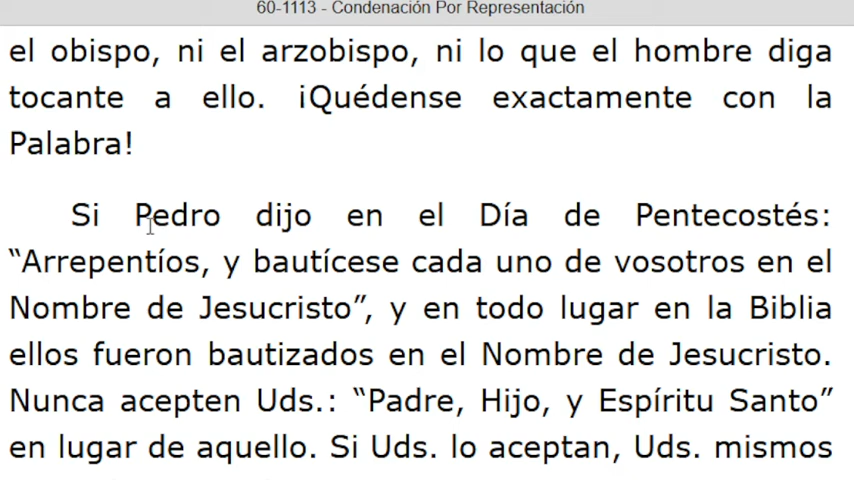 60-1113 - Condenación Por Representación
el obispo, ni el arzobispo, ni lo que el hombre diga
tocante a ello. ¡Quédense exactamente con la
Palabra!
Si Pedro dijo en el Día de Pentecostés:
“Arrepentíos, y bautícese cada uno de vosotros en el
Nombre de Jesucristo”, y en todo lugar en la Biblia
ellos fueron bautizados en el Nombre de Jesucristo.
Nunca acepten Uds.: “Padre, Hijo, y Espíritu Santo”
en lugar de aquello. Si Uds. lo aceptan, Uds. mismos